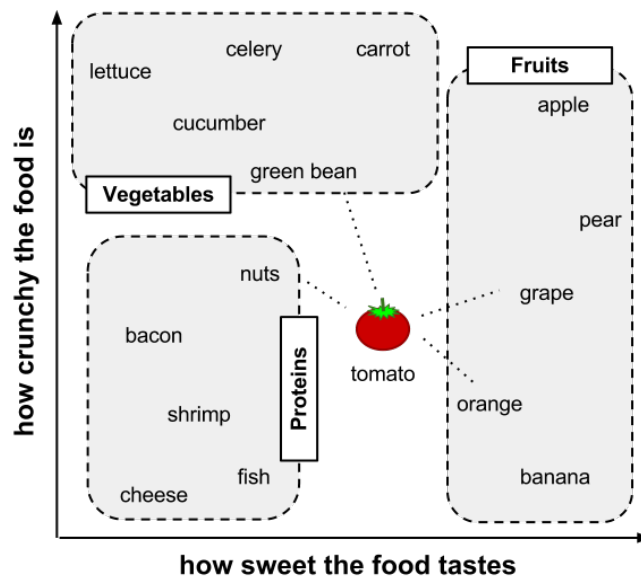 celery
carrot
lettuce
Fruits
apple
cucumber
green bean
Vegetables
pear
nuts
grape
bacon
tomato
orange
shrimp
Proteins
fish
banana
cheese
how crunchy the food is
how sweet the food tastes